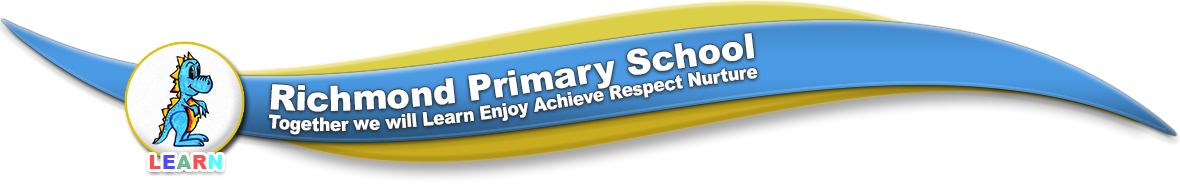 Richmond Primary School
Together we will Learn Enjoy Achieve Respect Nurture
LEARN